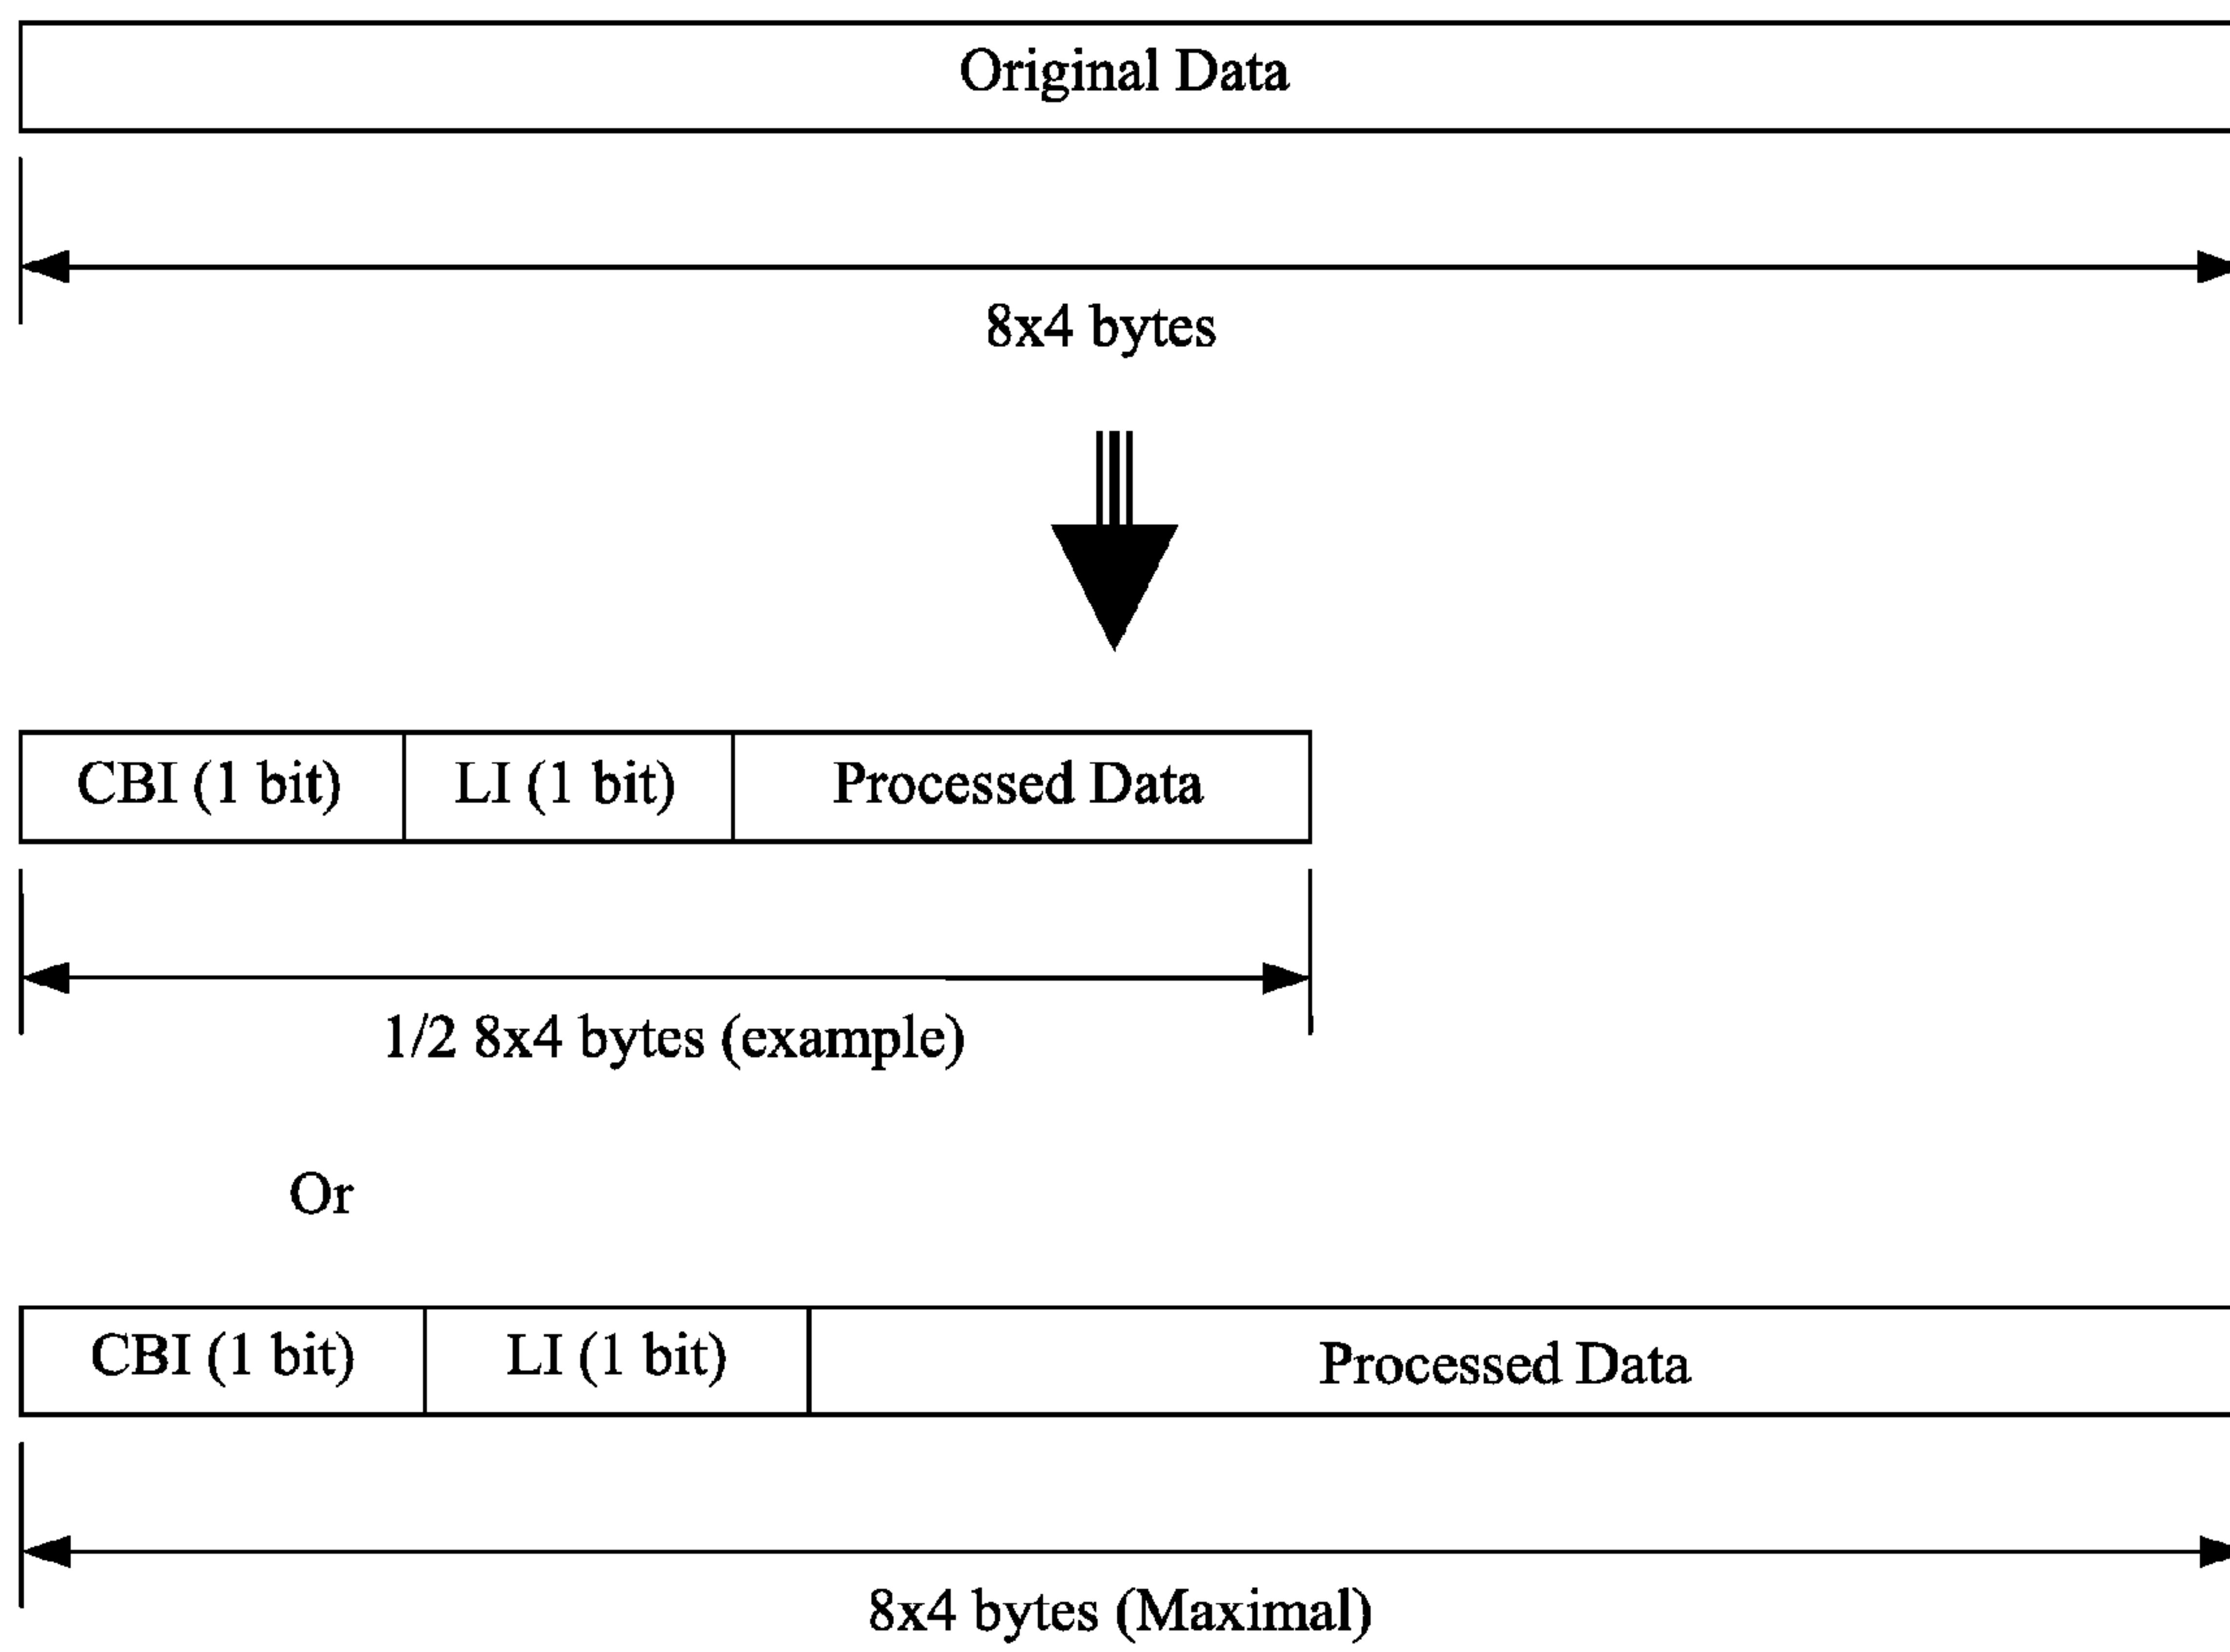 Original Data
8x4 bytes
CBI (1 bit) LI (1 bit) Processed Data
1/2 8x4 bytes (example)
Or
CBI (1 bit) LI (1 bit) Processed Data
8x4 bytes (Maximal)